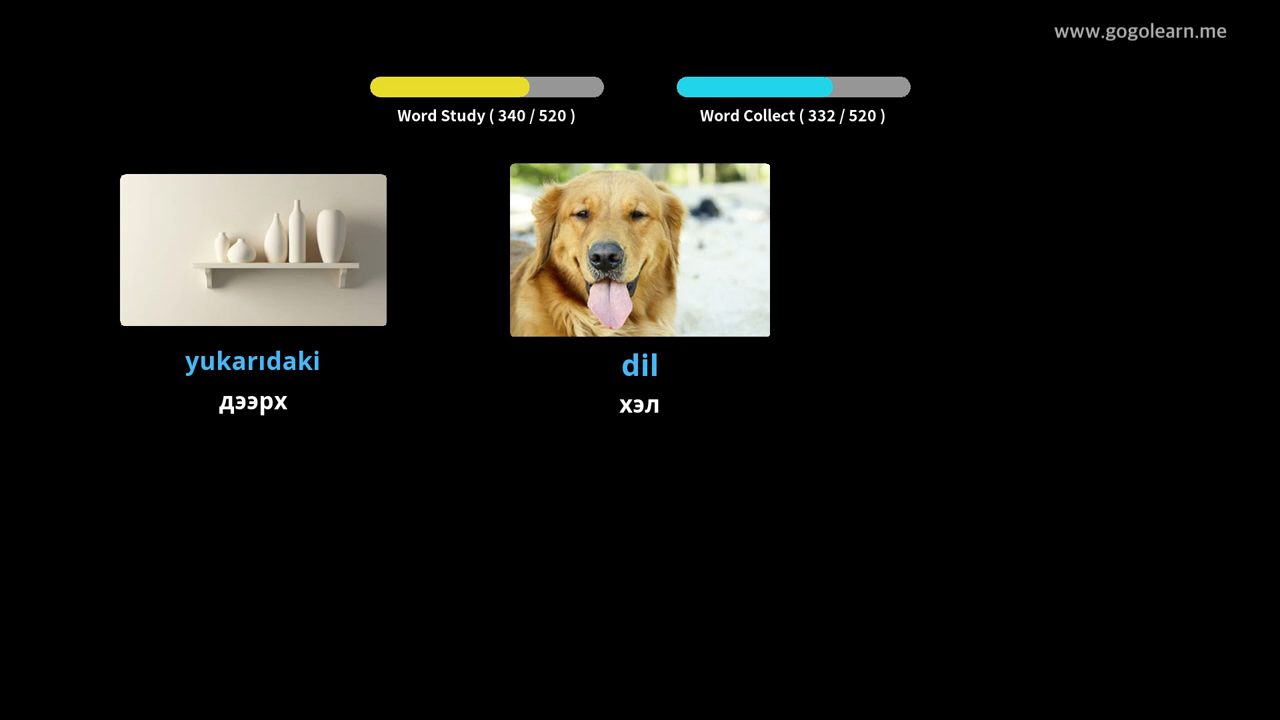 www.gogolearn.me
Word Study ( 340 / 520 )
Word Collect ( 332 / 520 )
yukarıdaki
дээрх
dil
хэл